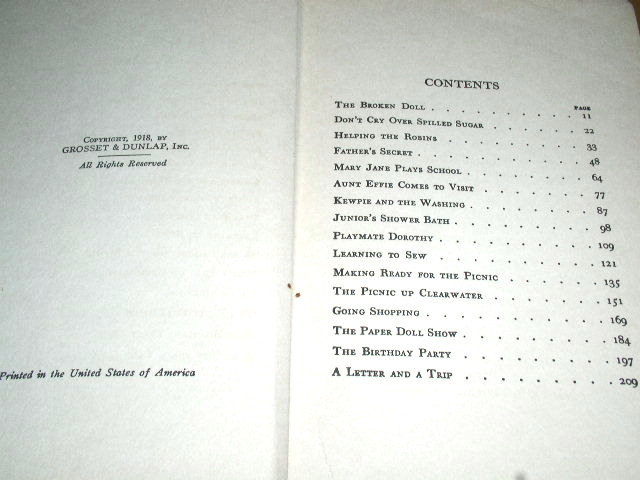 Copyright, 1918, by
GROSSET & DUNLAP, Inc.
All Rights Reserved
Printed in the United States of America
CONTENTS
PAGE
The Broken Doll . . . . . . . . . 11
Don't Cry Over Spilled Sugar . . . . . . 22
Helping the Robins . . . . . . . . 33
Father's Secret . . . . . . . . . 48
Mary Jane Plays School . . . . . . . 64
Aunt Effie Comes to Visit . . . . . . 77
Kewpie and the Washing . . . . . . . 87
Junior's Shower Bath . . . . . . . . 98
Playmate Dorothy . . . . . . . . . 109
Learning to Sew . . . . . . . . . 121
Making Ready for the Picnic . . . . . . 135
The Picnic up Clearwater . . . . . . . 151
Going Shopping . . . . . . . . . . 169
The Paper Doll Show . . . . . . . . 184
The Birthday Party . . . . . . . . 197
A Letter and a Trip . . . . . . . . 209